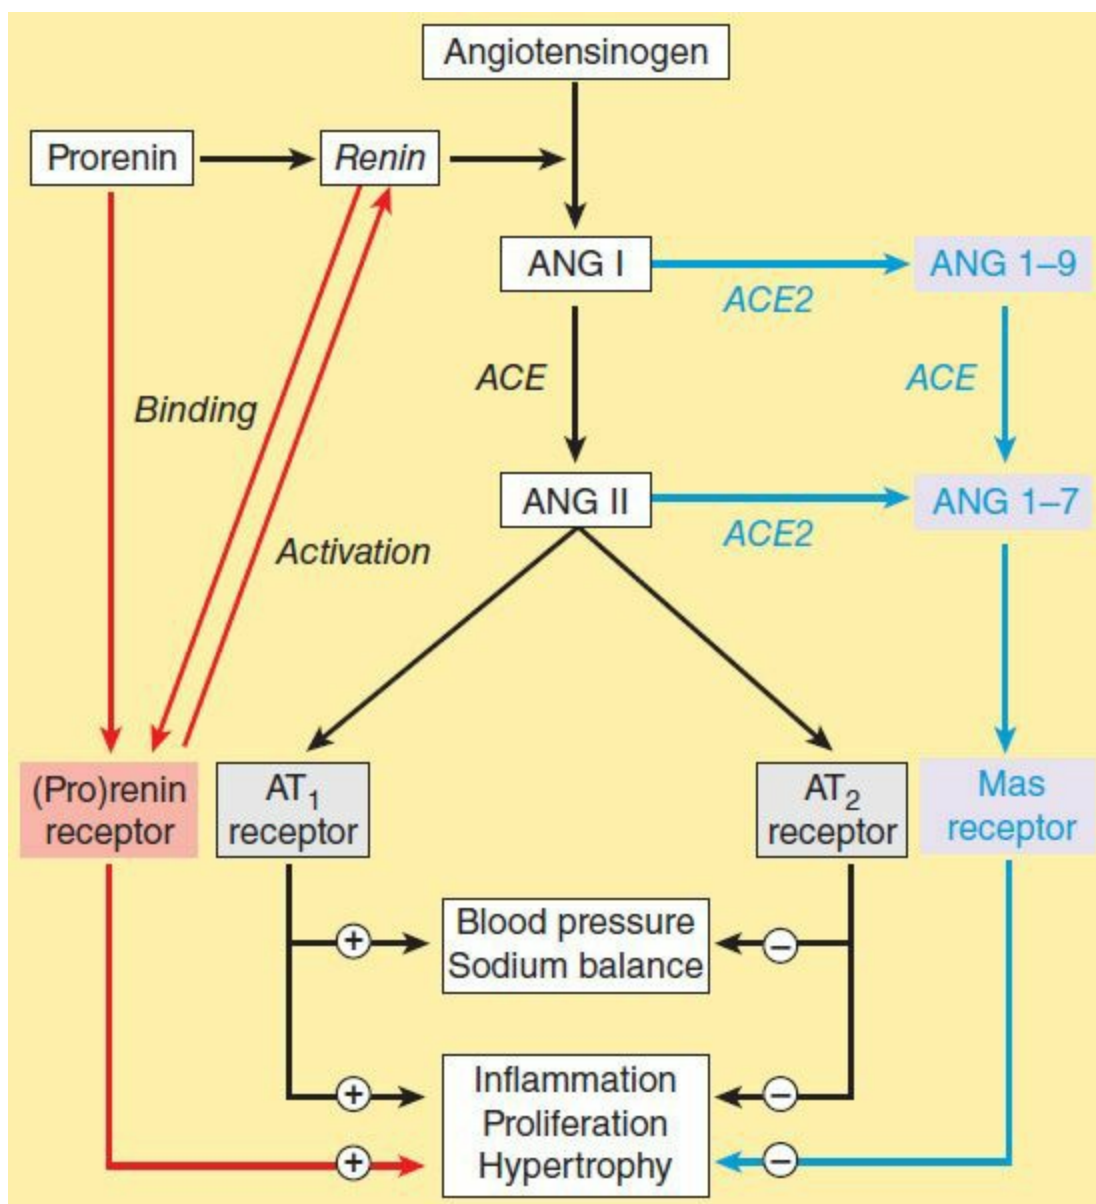 Angiotensinogen
Prorenin
Renin
ANG I
ANG 1–9
ACE2
ACE
ACE
Binding
ANG II
ANG 1–7
ACE2
Activation
(Pro)renin
receptor
AT₁
receptor
AT₂
receptor
Mas
receptor
Blood pressure
Sodium balance
+
–
Inflammation
Proliferation
Hypertrophy
+
–
+
–